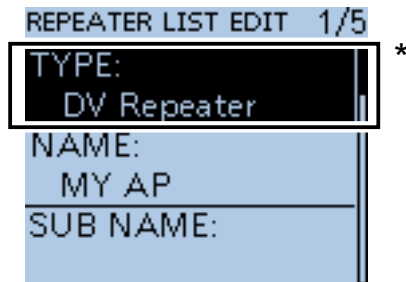 REPEATER LIST EDIT 1/5
*
TYPE:
DV Repeater
NAME:
MY AP
SUB NAME: